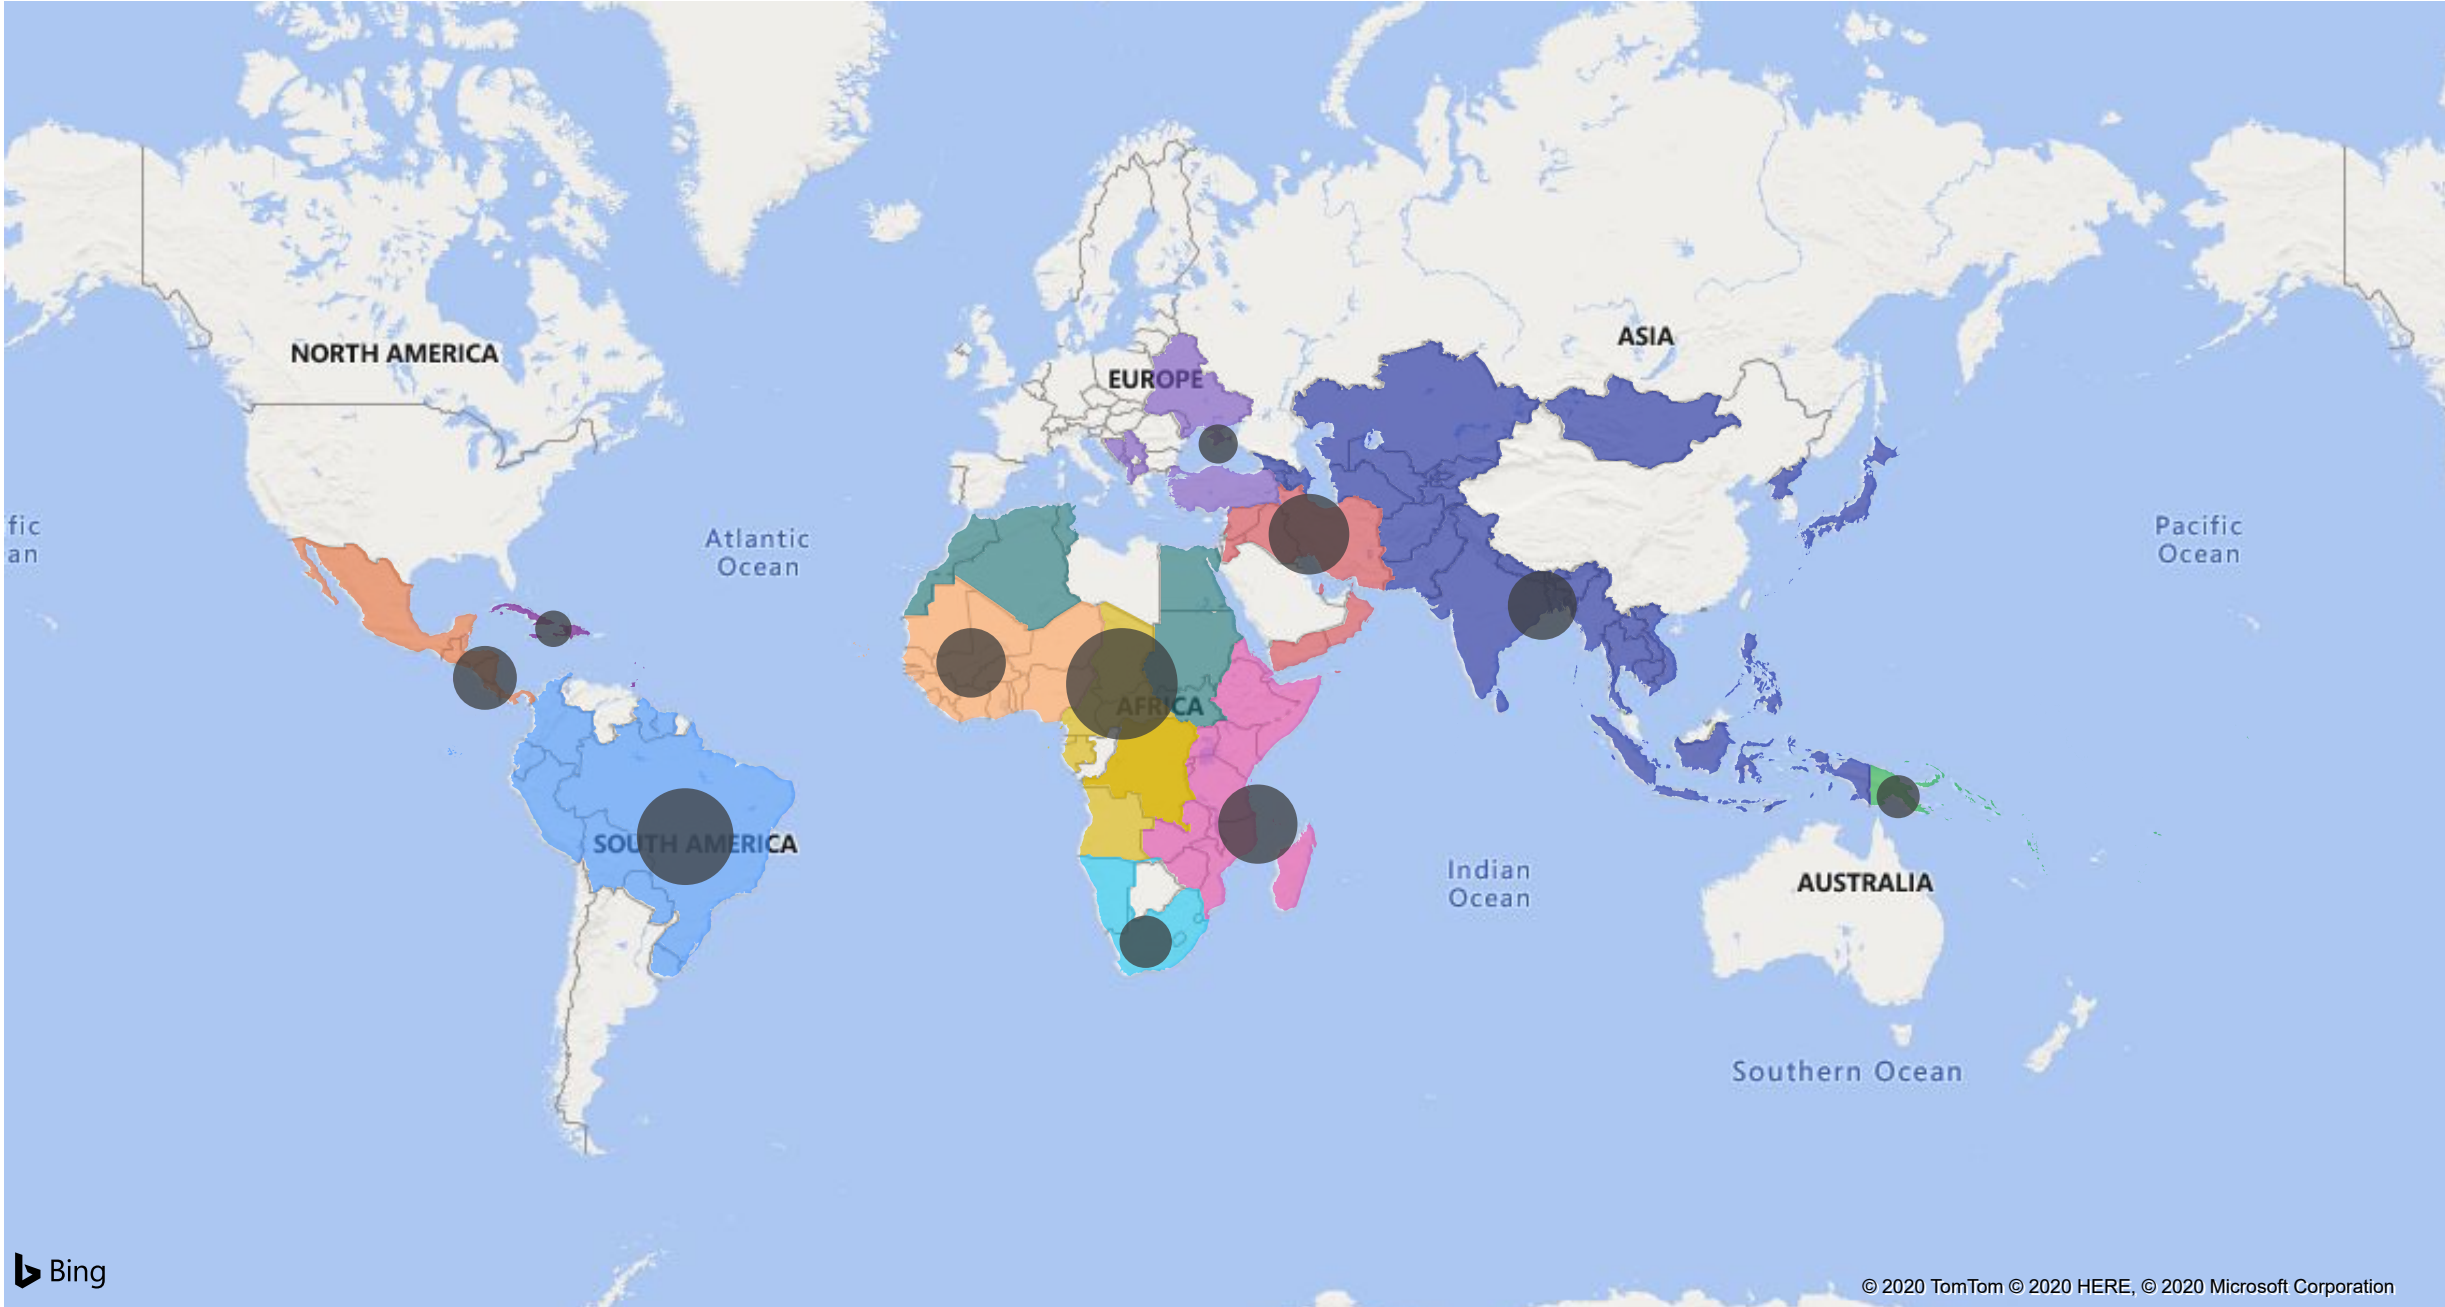 NORTH AMERICA
EUROPE
ASIA
fic
an
Atlantic
Ocean
Pacific
Ocean
AFRICA
SOUTH AMERICA
Indian
Ocean
AUSTRALIA
Southern Ocean
Bing
© 2020 TomTom © 2020 HERE, © 2020 Microsoft Corporation